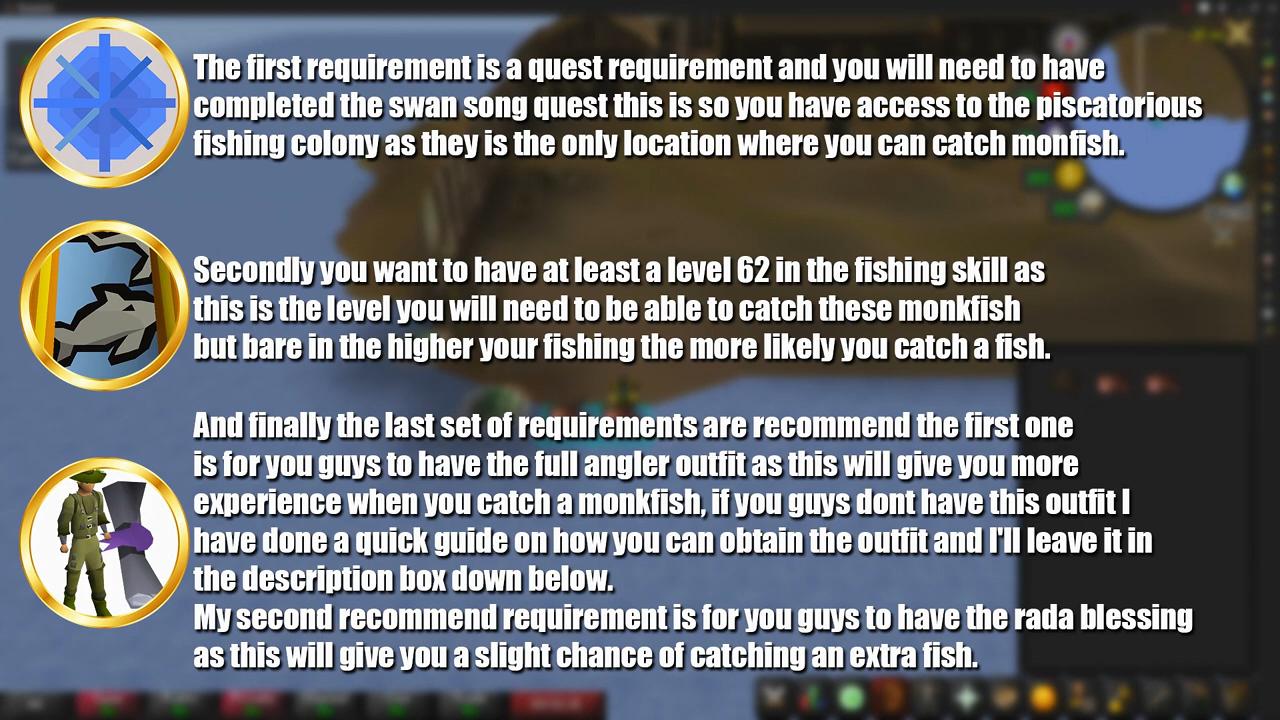 The first requirement is a quest requirement and you will need to have
completed the swan song quest this is so you have access to the piscatorious
fishing colony as they is the only location where you can catch monfish.
Secondly you want to have at least a level 62 in the fishing skill as
this is the level you will need to be able to catch these monkfish
but bare in the higher your fishing the more likely you catch a fish.
And finally the last set of requirements are recommend the first one
is for you guys to have the full angler outfit as this will give you more
experience when you catch a monkfish, if you guys dont have this outfit I
have done a quick guide on how you can obtain the outfit and I'll leave it in
the description box down below.
My second recommend requirement is for you guys to have the rada blessing
as this will give you a slight chance of catching an extra fish.